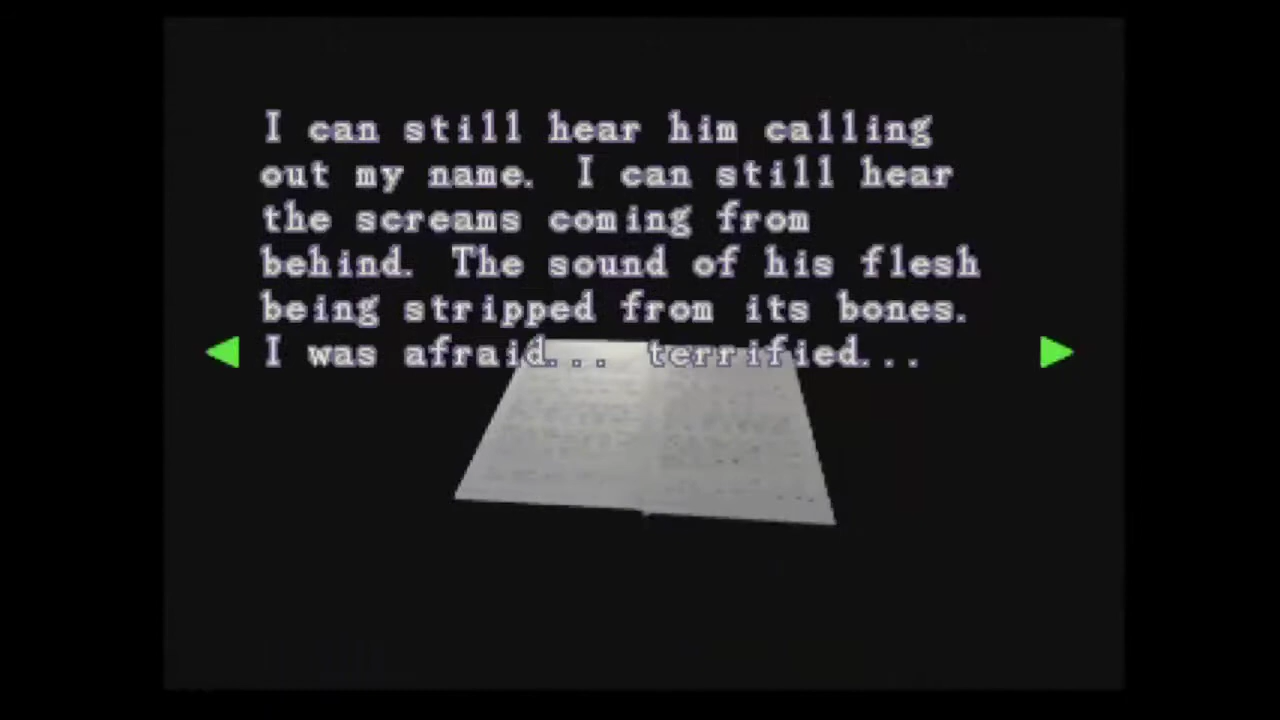 I can still hear him calling
out my name. I can still hear
the screams coming from
behind. The sound of his flesh
being stripped from its bones.
I was afraid... terrified...